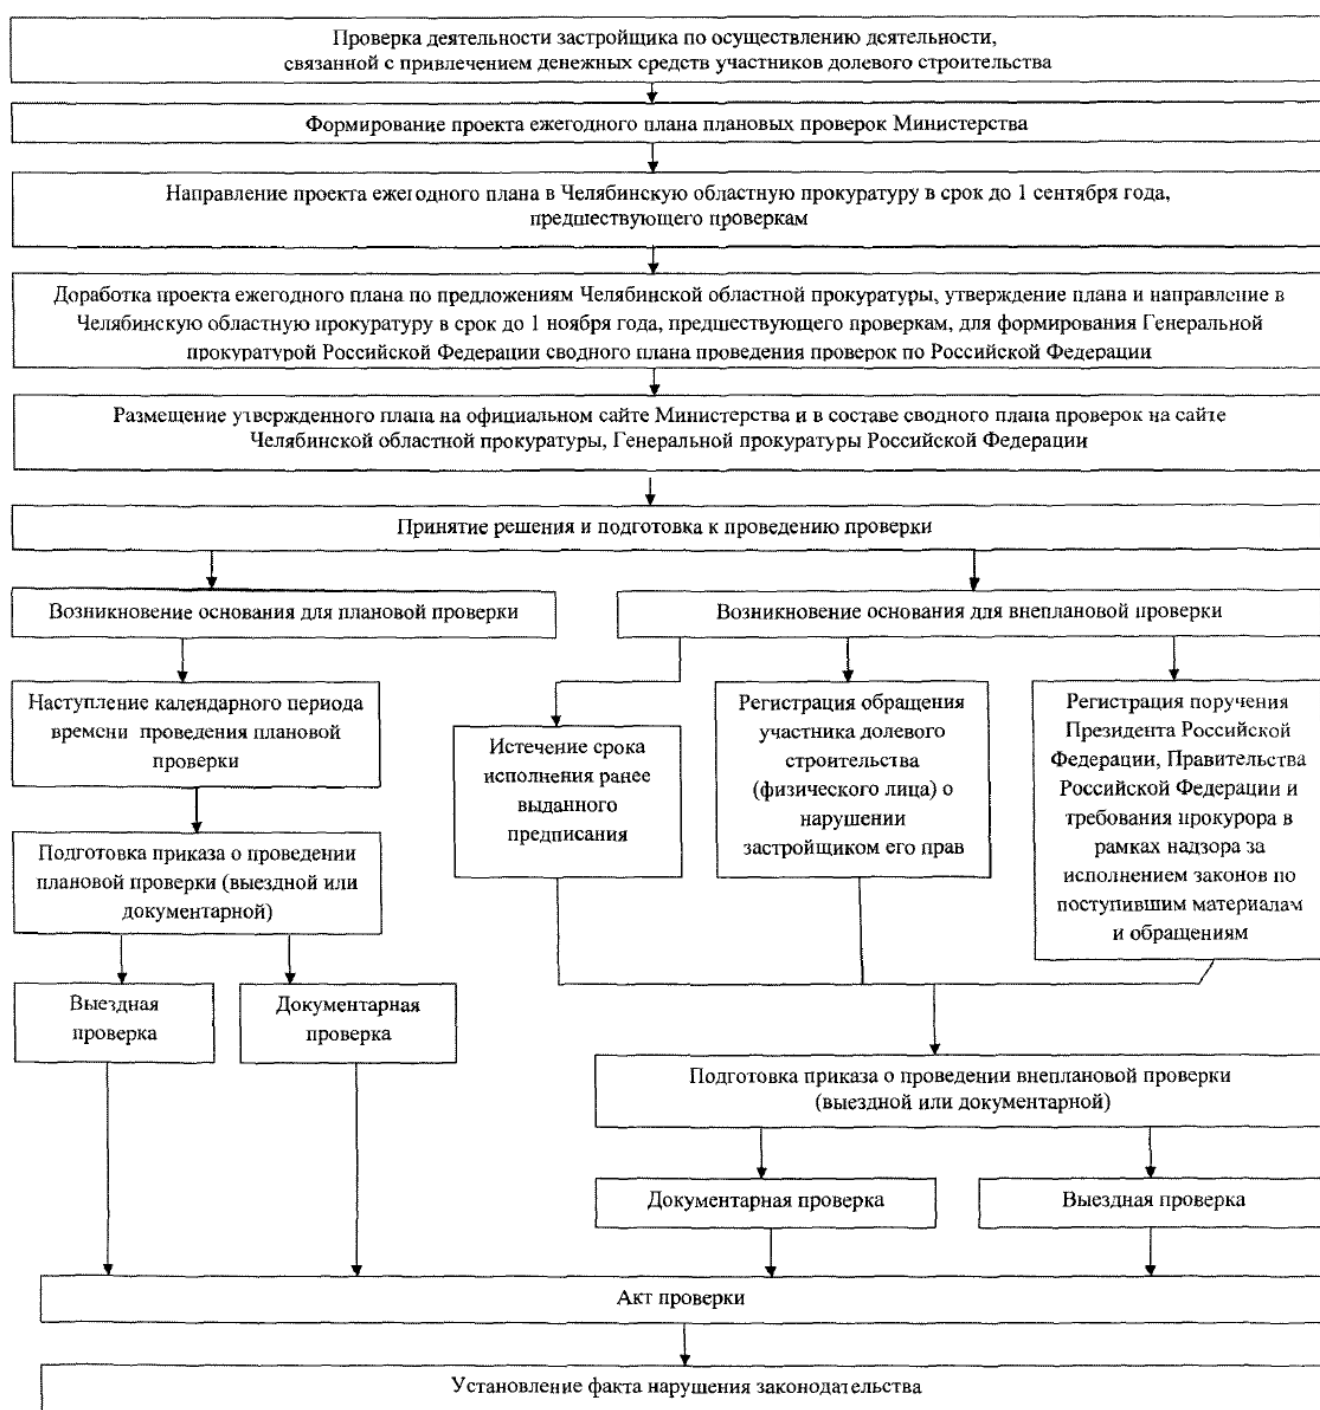 Проверка деятельности застройщика по осуществлению деятельности,
связанной с привлечением денежных средств участников долевого строительства
Формирование проекта ежегодного плана плановых проверок Министерства
Направление проекта ежегодного плана в Челябинскую областную прокуратуру в срок до 1 сентября года,
предшествующего проверкам
Доработка проекта ежегодного плана по предложениям Челябинской областной прокуратуры, утверждение плана и направление в
Челябинскую областную прокуратуру в срок до 1 ноября года, предшествующего проверкам, для формирования Генеральной
прокуратурой Российской Федерации сводного плана проведения проверок по Российской Федерации
Размещение утвержденного плана на официальном сайте Министерства и в составе сводного плана проверок на сайте
Челябинской областной прокуратуры, Генеральной прокуратуры Российской Федерации
Принятие решения и подготовка к проведению проверки
Возникновение основания для плановой проверки
Возникновение основания для внеплановой проверки
Наступление календарного периода
времени проведения плановой
проверки
Истечение срока
исполнения ранее
выданного
предписания
Регистрация обращения
участника долевого
строительства
(физического лица) о
нарушении
застройщиком его прав
Регистрация поручения
Президента Российской
Федерации, Правительства
Российской Федерации и
требования прокурора в
рамках надзора за
исполнением законов по
поступившим материалам
и обращениям
Подготовка приказа о проведении
плановой проверки (выездной или
документарной)
Выездная
проверка
Документарная
проверка
Подготовка приказа о проведении внеплановой проверки
(выездной или документарной)
Документарная проверка
Выездная проверка
Акт проверки
Установление факта нарушения законодательства